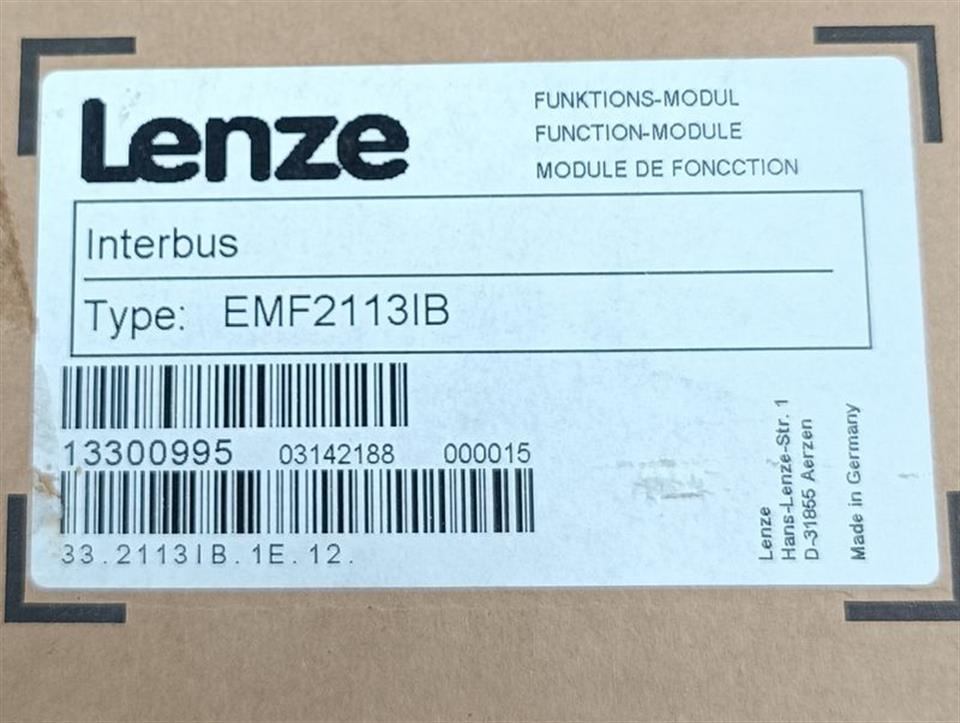 Lenze
FUNKTIONS-MODUL
FUNCTION-MODULE
MODULE DE FONCCTION
Interbus
Type: EMF2113IB
13300995 03142188 000015
33.2113IB.1E.12.
Lenze
Hans-Lenze-Str. 1
D-31855 Aerzen
Made in Germany